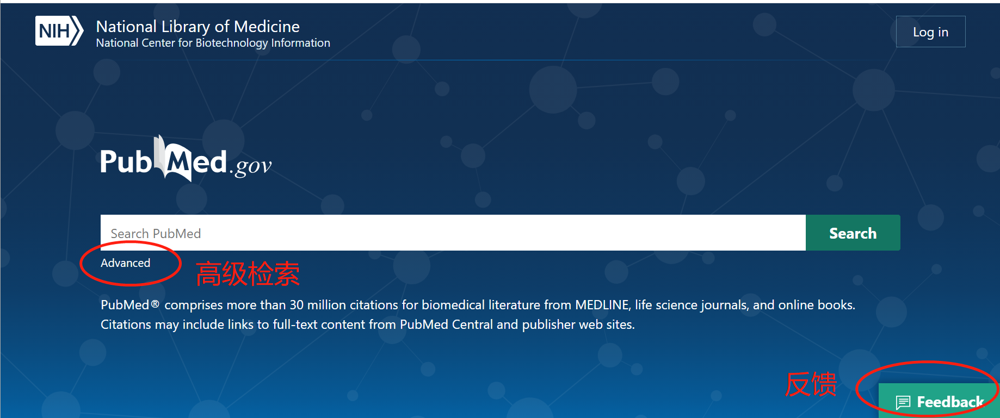 NIH
National Library of Medicine
National Center for Biotechnology Information
Log in
PubMed.gov
Search PubMed
Search
Advanced
高级检索
PubMed® comprises more than 30 million citations for biomedical literature from MEDLINE, life science journals, and online books.
Citations may include links to full-text content from PubMed Central and publisher web sites.
反馈
Feedback